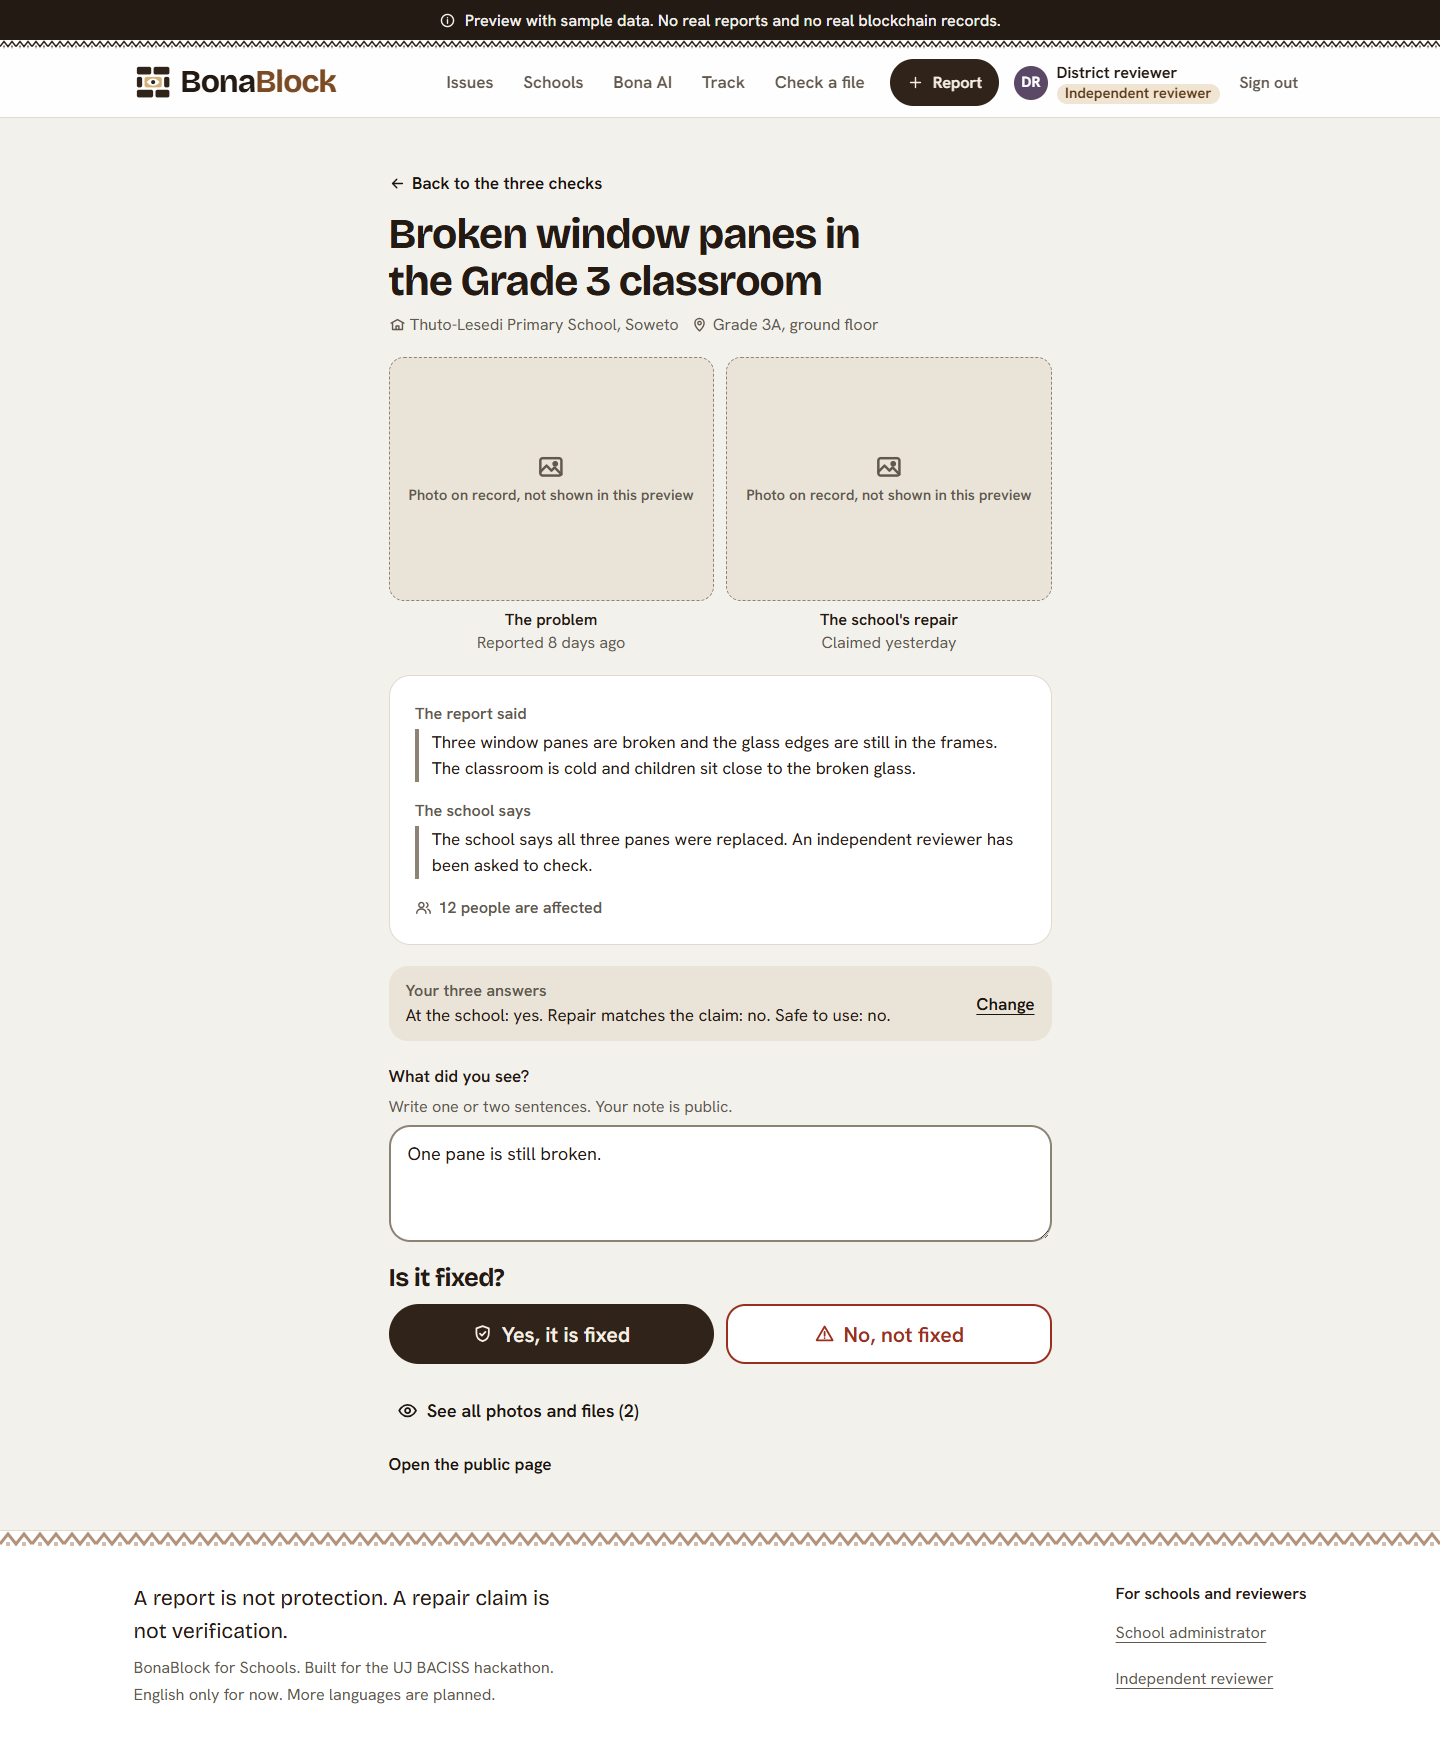 Preview with sample data. No real reports and no real blockchain records.
BonaBlock
Issues
Schools
Bona AI
Track
Check a file
+ Report
DR
District reviewer
Independent reviewer
Sign out
← Back to the three checks
Broken window panes in
the Grade 3 classroom
Thuto-Lesedi Primary School, Soweto
Grade 3A, ground floor
Photo on record, not shown in this preview
Photo on record, not shown in this preview
The problem
Reported 8 days ago
The school's repair
Claimed yesterday
The report said
Three window panes are broken and the glass edges are still in the frames.
The classroom is cold and children sit close to the broken glass.
The school says
The school says all three panes were replaced. An independent reviewer has
been asked to check.
12 people are affected
Your three answers
At the school: yes. Repair matches the claim: no. Safe to use: no.
Change
What did you see?
Write one or two sentences. Your note is public.
One pane is still broken.
Is it fixed?
Yes, it is fixed
No, not fixed
See all photos and files (2)
Open the public page
A report is not protection. A repair claim is
not verification.
BonaBlock for Schools. Built for the UJ BACISS hackathon.
English only for now. More languages are planned.
For schools and reviewers
School administrator
Independent reviewer